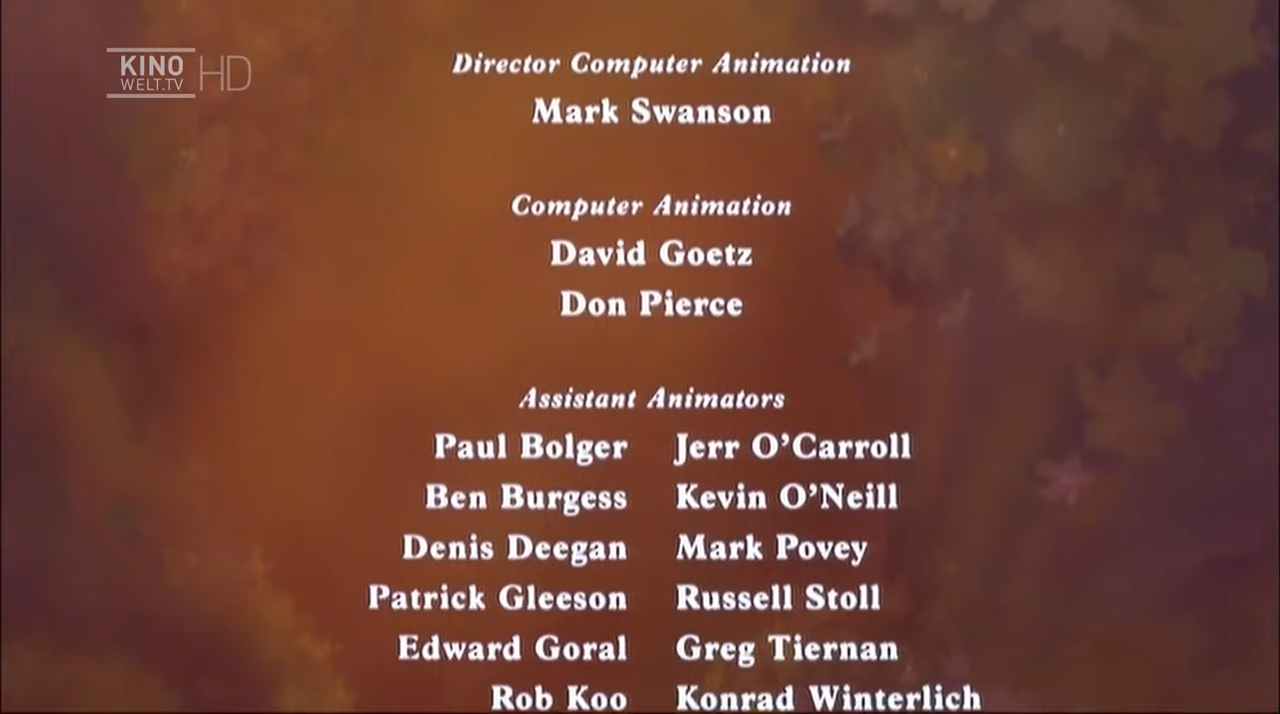 KINO
WELT.TV HD
Director Computer Animation
Mark Swanson
Computer Animation
David Goetz
Don Pierce
Assistant Animators
Paul Bolger Jerr O’Carroll
Ben Burgess Kevin O’Neill
Denis Deegan Mark Povey
Patrick Gleeson Russell Stoll
Edward Goral Greg Tiernan
Rob Koo Konrad Winterlich